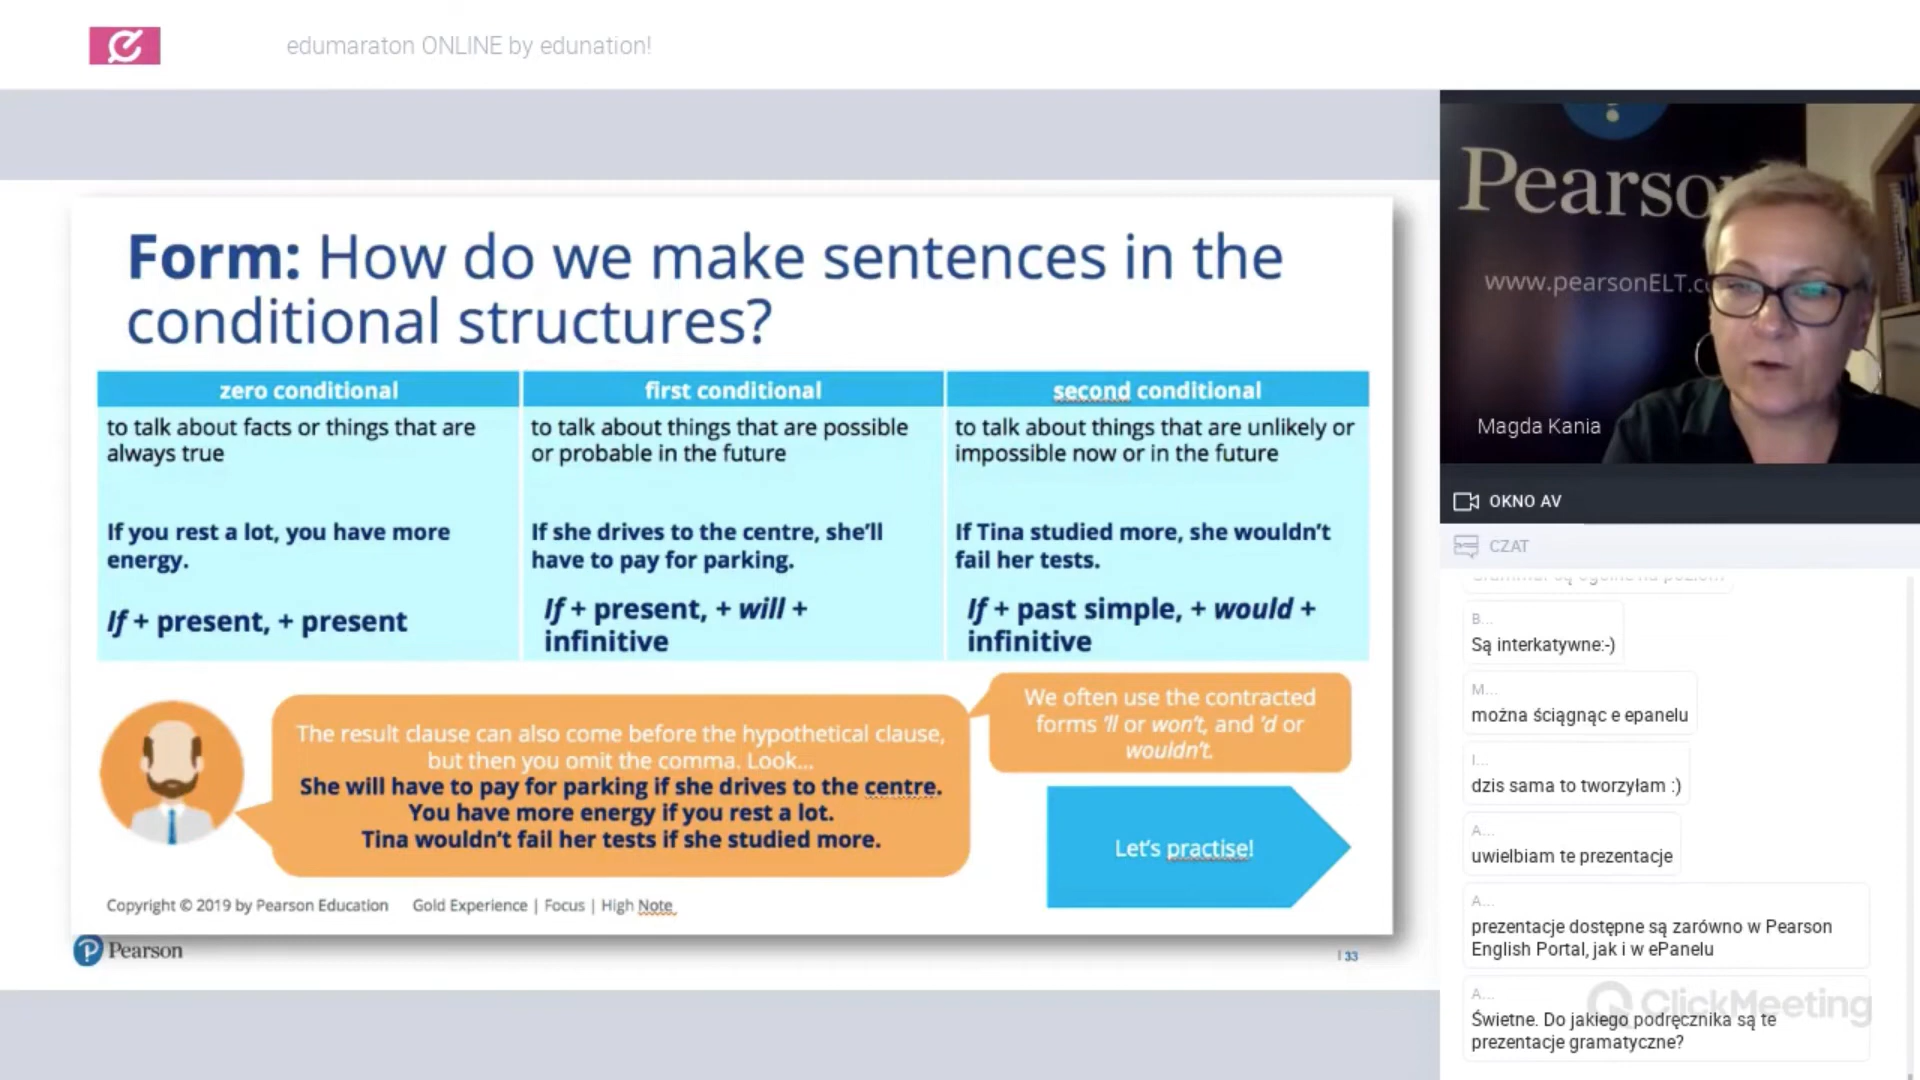 edumaraton ONLINE by edunation!
Form: How do we make sentences in the
conditional structures?
zero conditional
first conditional
second conditional
to talk about facts or things that are
always true
to talk about things that are possible
or probable in the future
to talk about things that are unlikely or
impossible now or in the future
If you rest a lot, you have more
energy.
If she drives to the centre, she’ll
have to pay for parking.
If Tina studied more, she wouldn’t
fail her tests.
If + present, + present
If + present, + will +
infinitive
If + past simple, + would +
infinitive
The result clause can also come before the hypothetical clause,
but then you omit the comma. Look...
She will have to pay for parking if she drives to the centre.
You have more energy if you rest a lot.
Tina wouldn’t fail her tests if she studied more.
We often use the contracted
forms ’ll or won’t, and ’d or
wouldn’t.
Let’s practise!
Copyright © 2019 by Pearson Education Gold Experience | Focus | High Note
Pearson
| 33
Pearso
www.pearsonELT.c
Magda Kania
OKNO AV
CZAT
B...
Są interkatywne:-)
M...
można ściągnąc e epanelu
I...
dzis sama to tworzyłam :)
A...
uwielbiam te prezentacje
A...
prezentacje dostępne są zarówno w Pearson
English Portal, jak i w ePanelu
A...
Świetne. Do jakiego podręcznika są te
prezentacje gramatyczne?
ClickMeeting